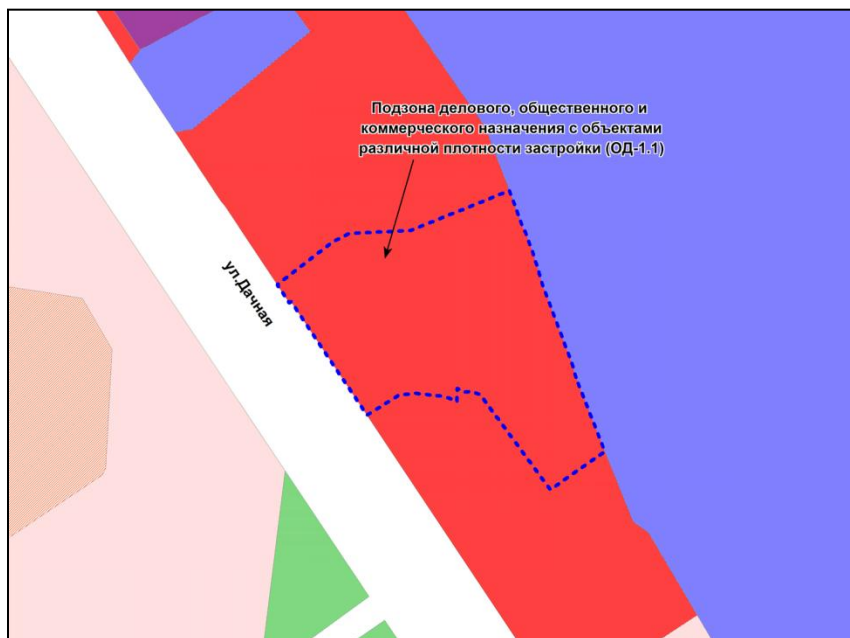 Подзона делового, общественного и
коммерческого назначения с объектами
различной плотности застройки (ОД-1.1)
ул.Дачная